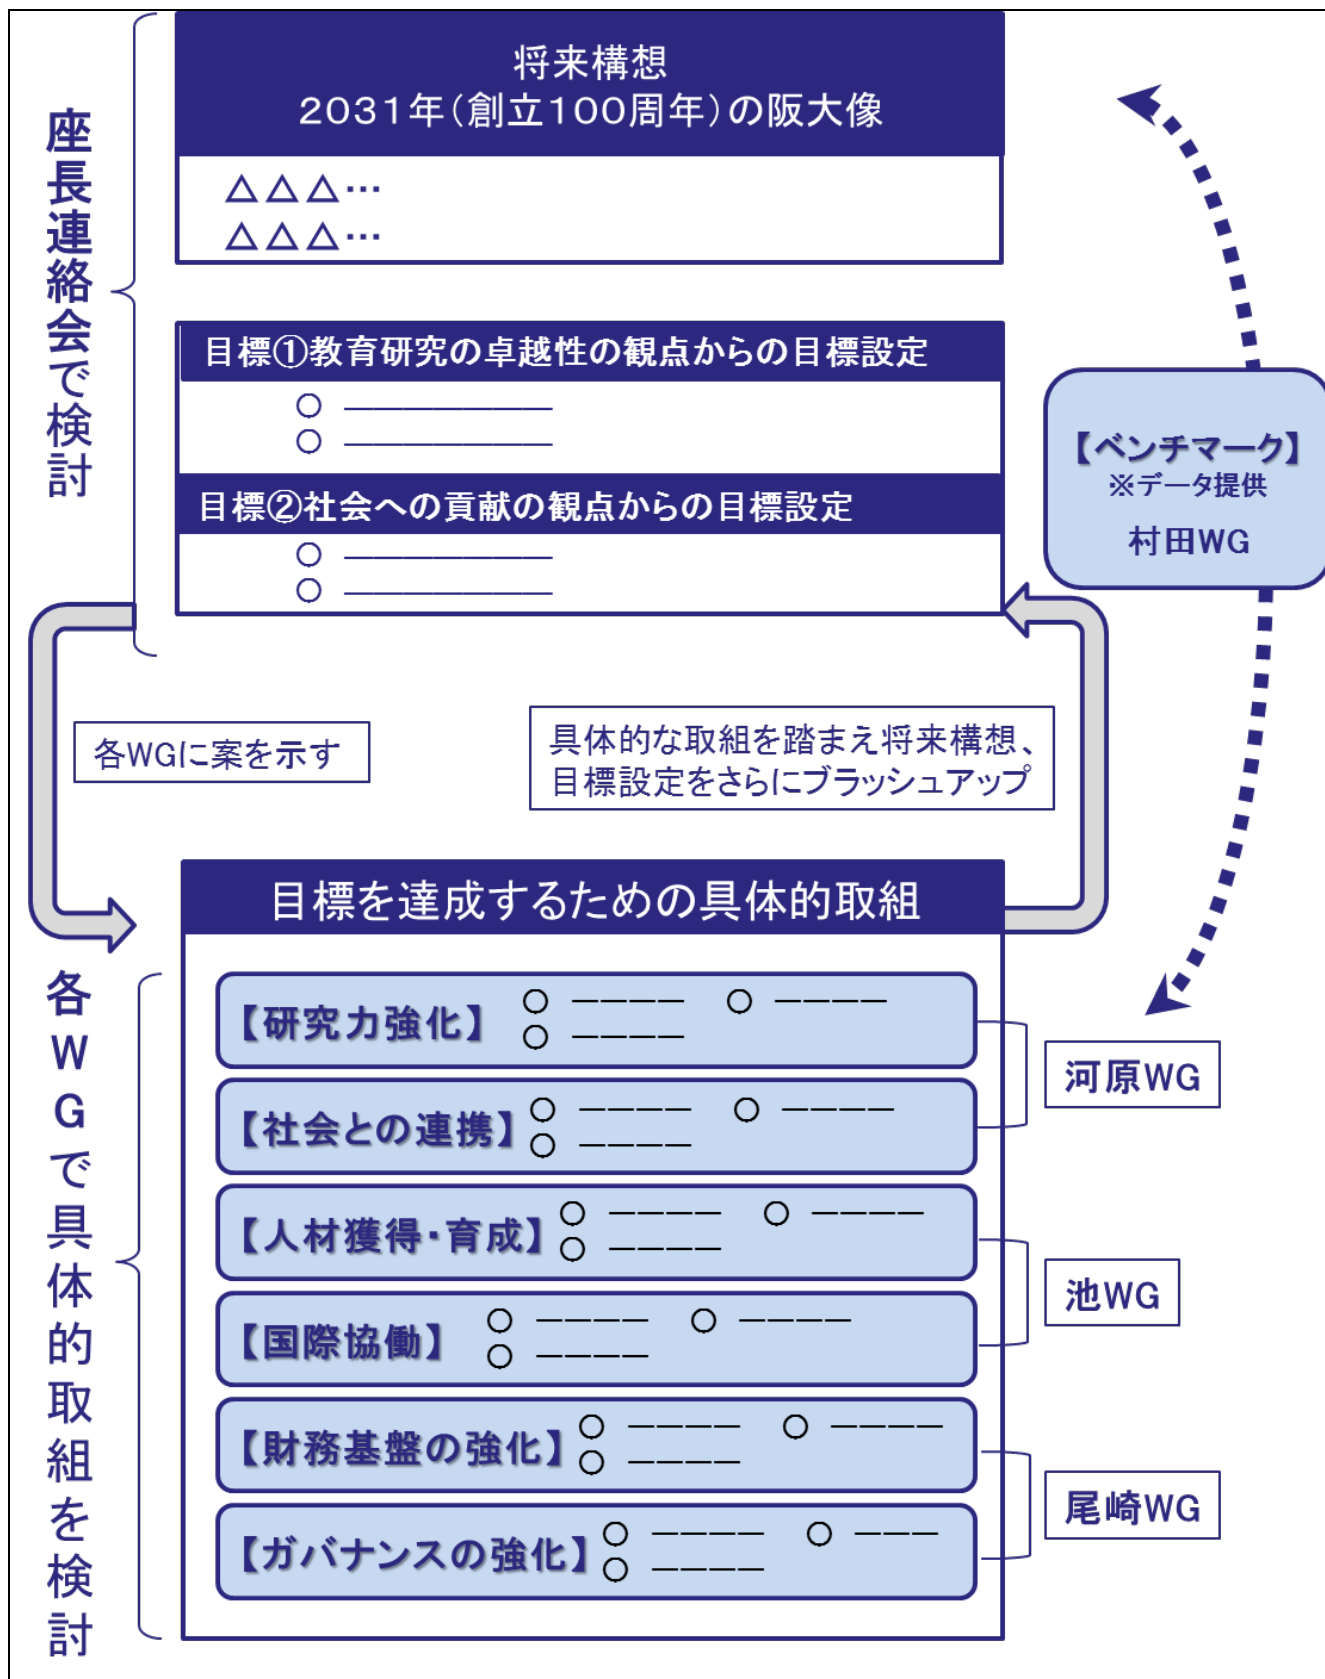 座長連絡会で検討
将来構想
2031年(創立100周年)の阪大像
△△△…
△△△…
目標①教育研究の卓越性の観点からの目標設定
○ ―――――――
○ ―――――――
目標②社会への貢献の観点からの目標設定
○ ―――――――
○ ―――――――
【ベンチマーク】
※データ提供
村田WG
各WGに案を示す
具体的な取組を踏まえ将来構想、
目標設定をさらにブラッシュアップ
各WGで具体的取組を検討
目標を達成するための具体的取組
【研究力強化】 ○ ―――― ○ ――――
○ ――――
【社会との連携】 ○ ―――― ○ ――――
○ ――――
河原WG
【人材獲得・育成】 ○ ―――― ○ ――――
○ ――――
【国際協働】 ○ ―――― ○ ――――
○ ――――
池WG
【財務基盤の強化】 ○ ―――― ○ ――――
○ ――――
【ガバナンスの強化】 ○ ―――― ○ ―――
○ ――――
尾崎WG